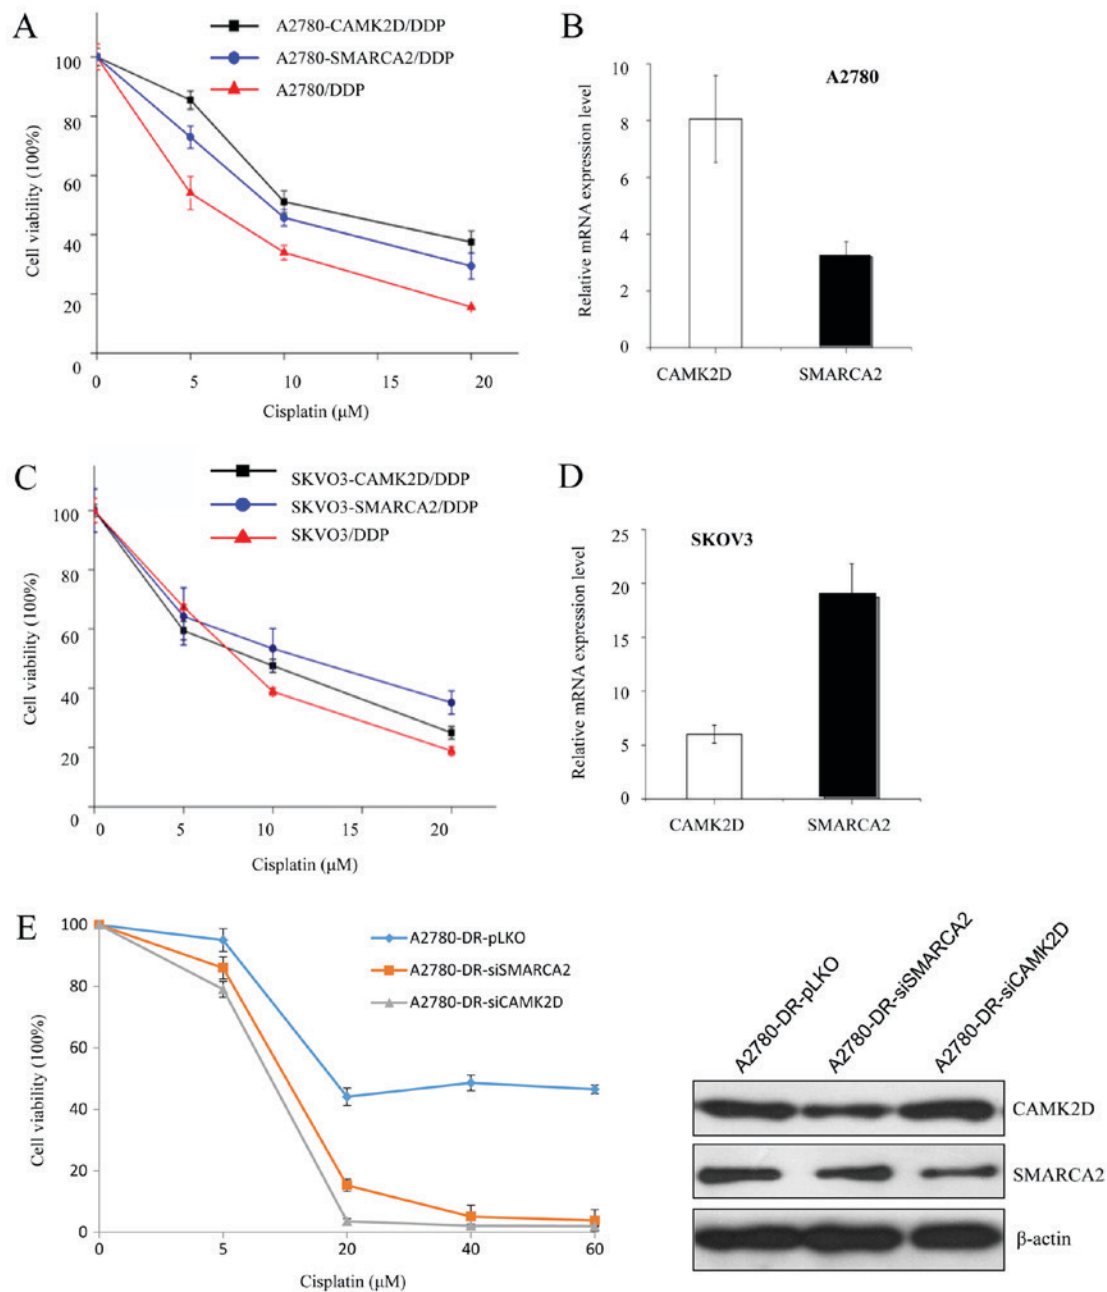 A
A2780-CAMK2D/DDP
A2780-SMARCA2/DDP
A2780/DDP
Cell viability (100%)
100
80
60
40
20
0
0 5 10 15 20
Cisplatin (μM)
B
A2780
Relative mRNA expression level
10
8
6
4
2
0
CAMK2D SMARCA2
C
SKVO3-CAMK2D/DDP
SKVO3-SMARCA2/DDP
SKVO3/DDP
Cell viability (100%)
100
80
60
40
20
0
0 5 10 15 20
Cisplatin (μM)
D
SKOV3
Relative mRNA expression level
25
20
15
10
5
0
CAMK2D SMARCA2
E
A2780-DR-pLKO
A2780-DR-siSMARCA2
A2780-DR-siCAMK2D
Cell viability (100%)
100
80
60
40
20
0
0 5 20 40 60
Cisplatin (μM)
A2780-DR-pLKO
A2780-DR-siSMARCA2
A2780-DR-siCAMK2D
CAMK2D
SMARCA2
β-actin